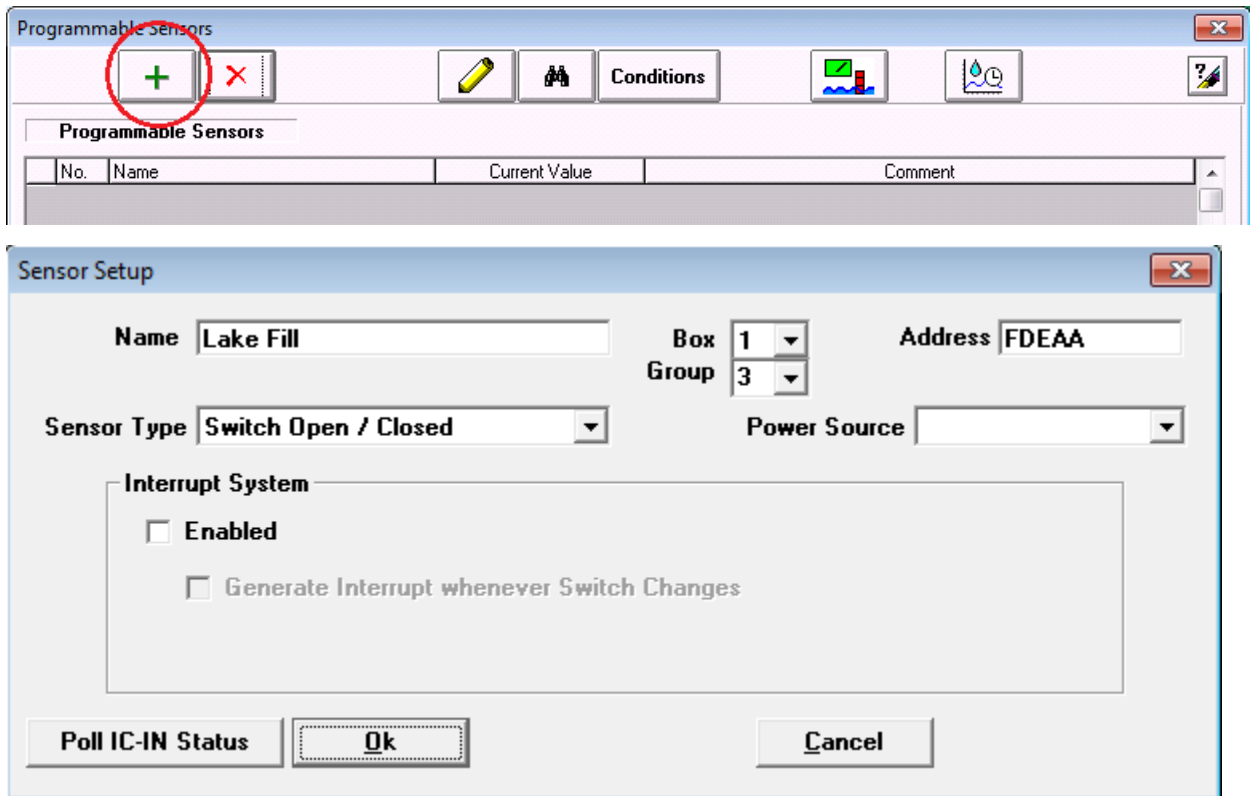 Programmable Sensors
Conditions
Programmable Sensors
No. Name Current Value Comment
Sensor Setup
Name Lake Fill Box 1 Address FDEAA
Group 3
Sensor Type Switch Open / Closed Power Source
Interrupt System
Enabled
Generate Interrupt whenever Switch Changes
Poll IC-IN Status Ok Cancel